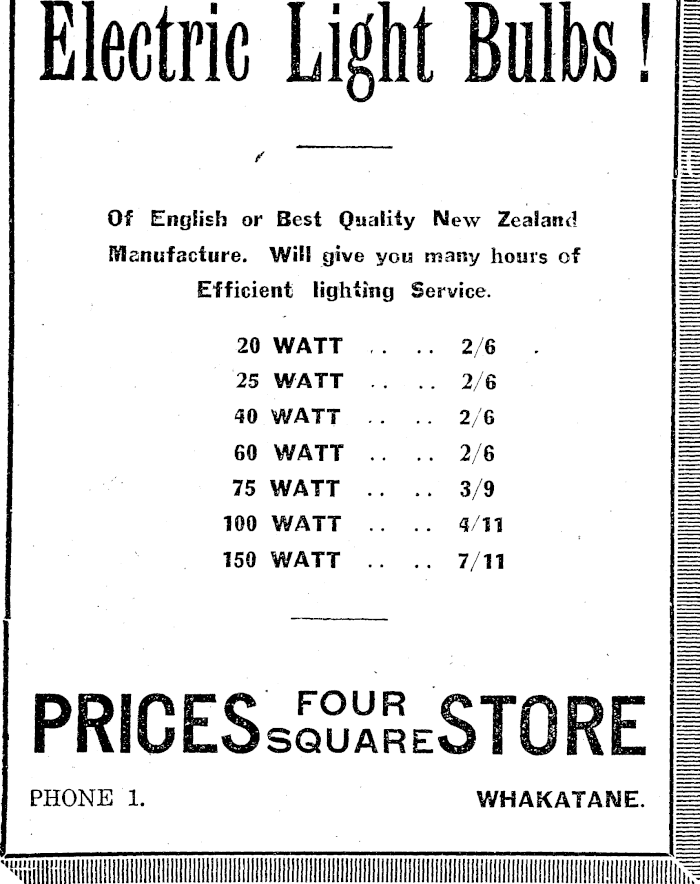 Electric Light Bulbs !
Of English or Best Quality New Zealand
Manufacture. Will give you many hours of
Efficient lighting Service.
20 WATT .. .. 2/6
25 WATT .. .. 2/6
40 WATT .. .. 2/6
60 WATT .. .. 2/6
75 WATT .. .. 3/9
100 WATT .. .. 4/11
150 WATT .. .. 7/11
PRICES FOUR SQUARE STORE
PHONE 1. WHAKATANE.